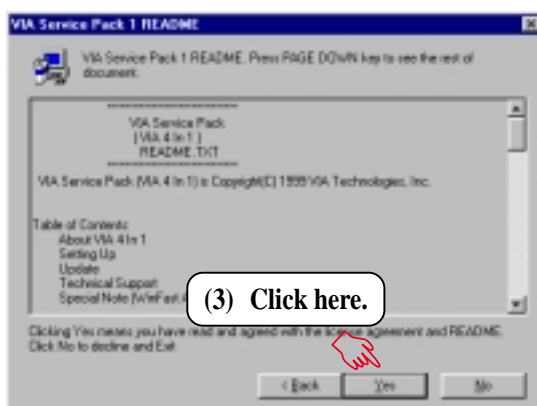 VIA Service Pack 1 README
VIA Service Pack 1 README. Press PAGE DOWN key to see the rest of
document.
VIA Service Pack
( VIA 4 In 1 )
README.TXT
VIA Service Pack (VIA 4 In 1) is Copyright(C) 1999 VIA Technologies, Inc.
Table of Contents:
About VIA 4 In 1
Setting Up
Update
Technical Support
Special Note (WinFast
(3) Click here.
Clicking Yes means you have read and agreed with the license agreement and README.
Click No to decline and Exit
< Back
Yes
No